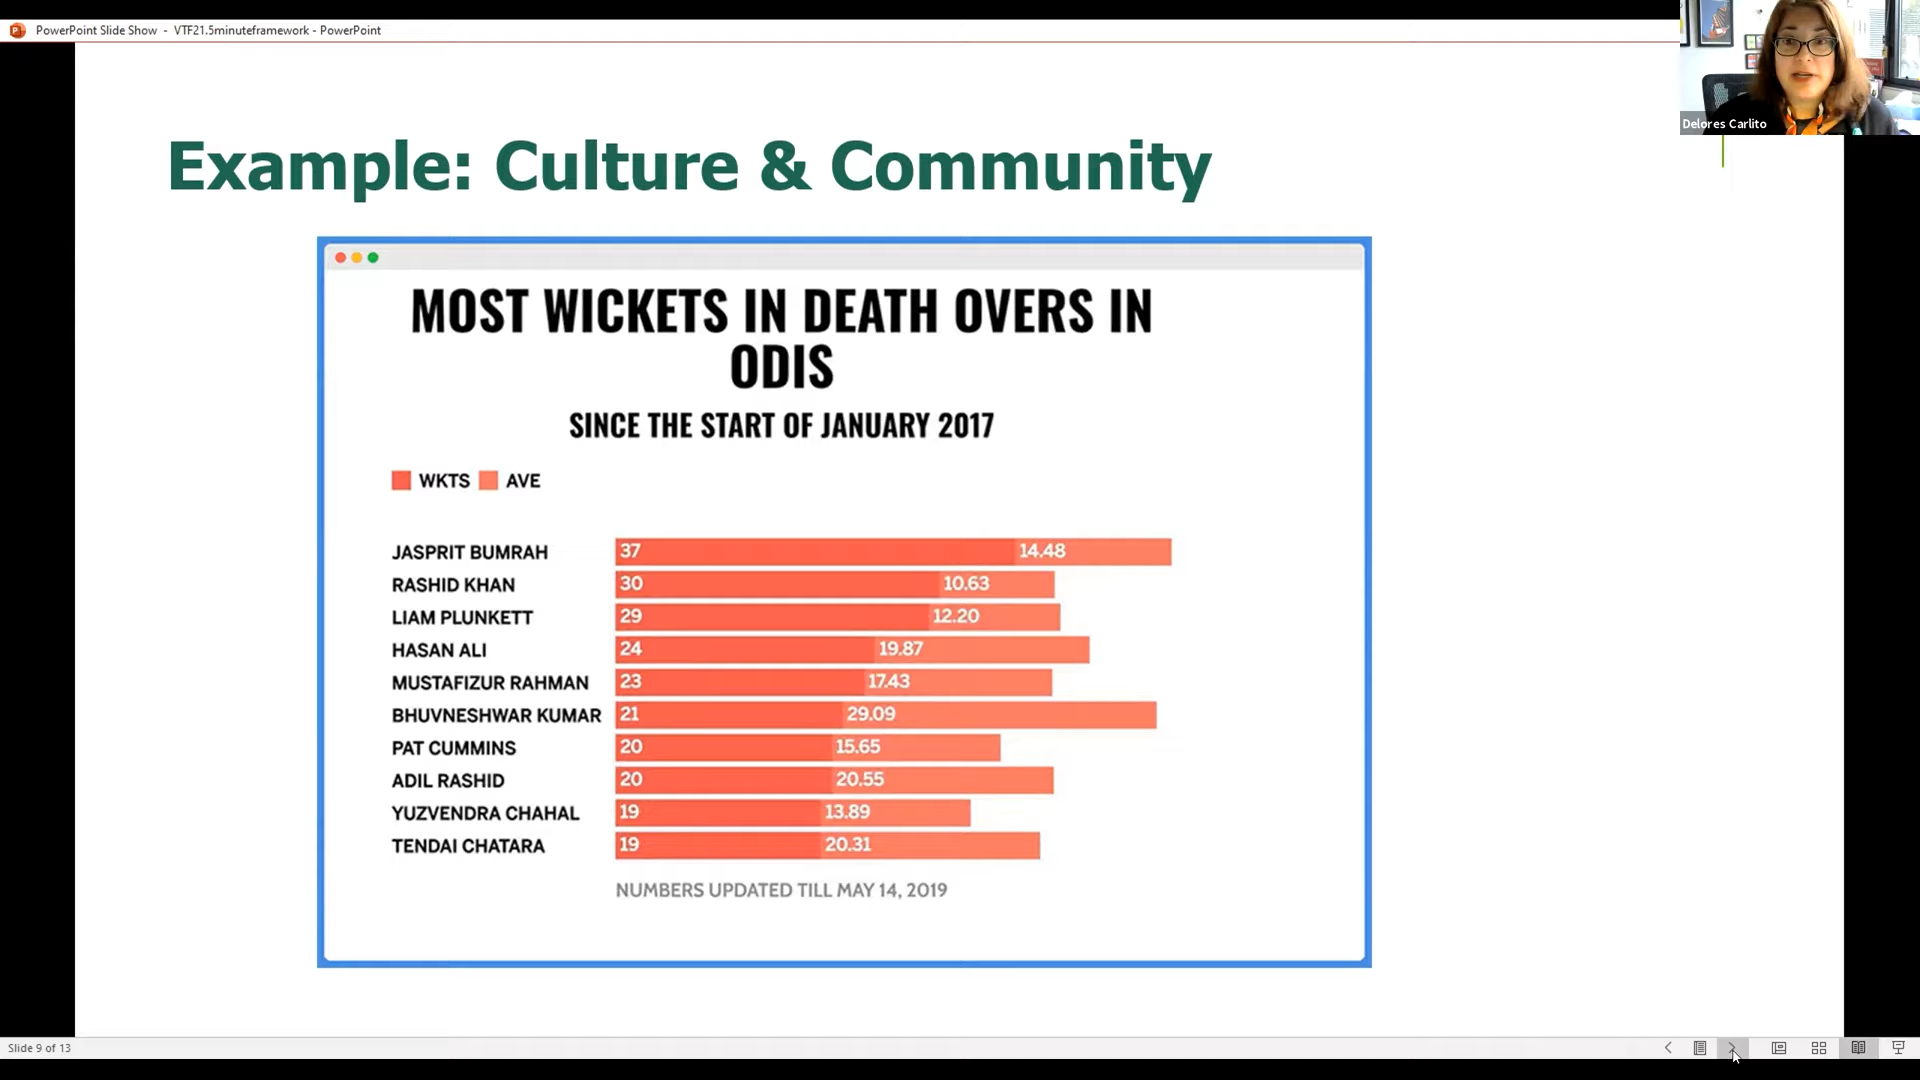 PowerPoint Slide Show - VTF21.5minuteframework - PowerPoint
Delores Carlito
Example: Culture & Community
MOST WICKETS IN DEATH OVERS IN
ODIS
SINCE THE START OF JANUARY 2017
WKTS AVE
JASPRIT BUMRAH 37 14.48
RASHID KHAN 30 10.63
LIAM PLUNKETT 29 12.20
HASAN ALI 24 19.87
MUSTAFIZUR RAHMAN 23 17.43
BHUVNESHWAR KUMAR 21 29.09
PAT CUMMINS 20 15.65
ADIL RASHID 20 20.55
YUZVENDRA CHAHAL 19 13.89
TENDAI CHATARA 19 20.31
NUMBERS UPDATED TILL MAY 14, 2019
Slide 9 of 13